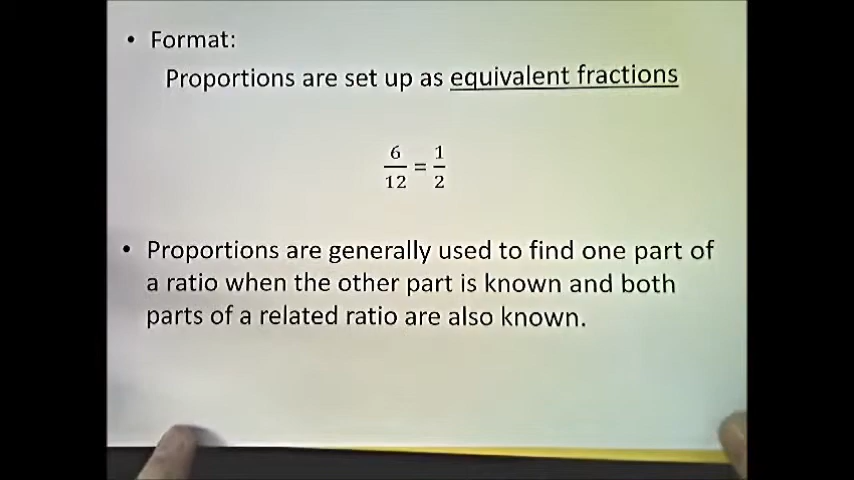 • Format:
Proportions are set up as equivalent fractions
6/12 = 1/2
• Proportions are generally used to find one part of
a ratio when the other part is known and both
parts of a related ratio are also known.